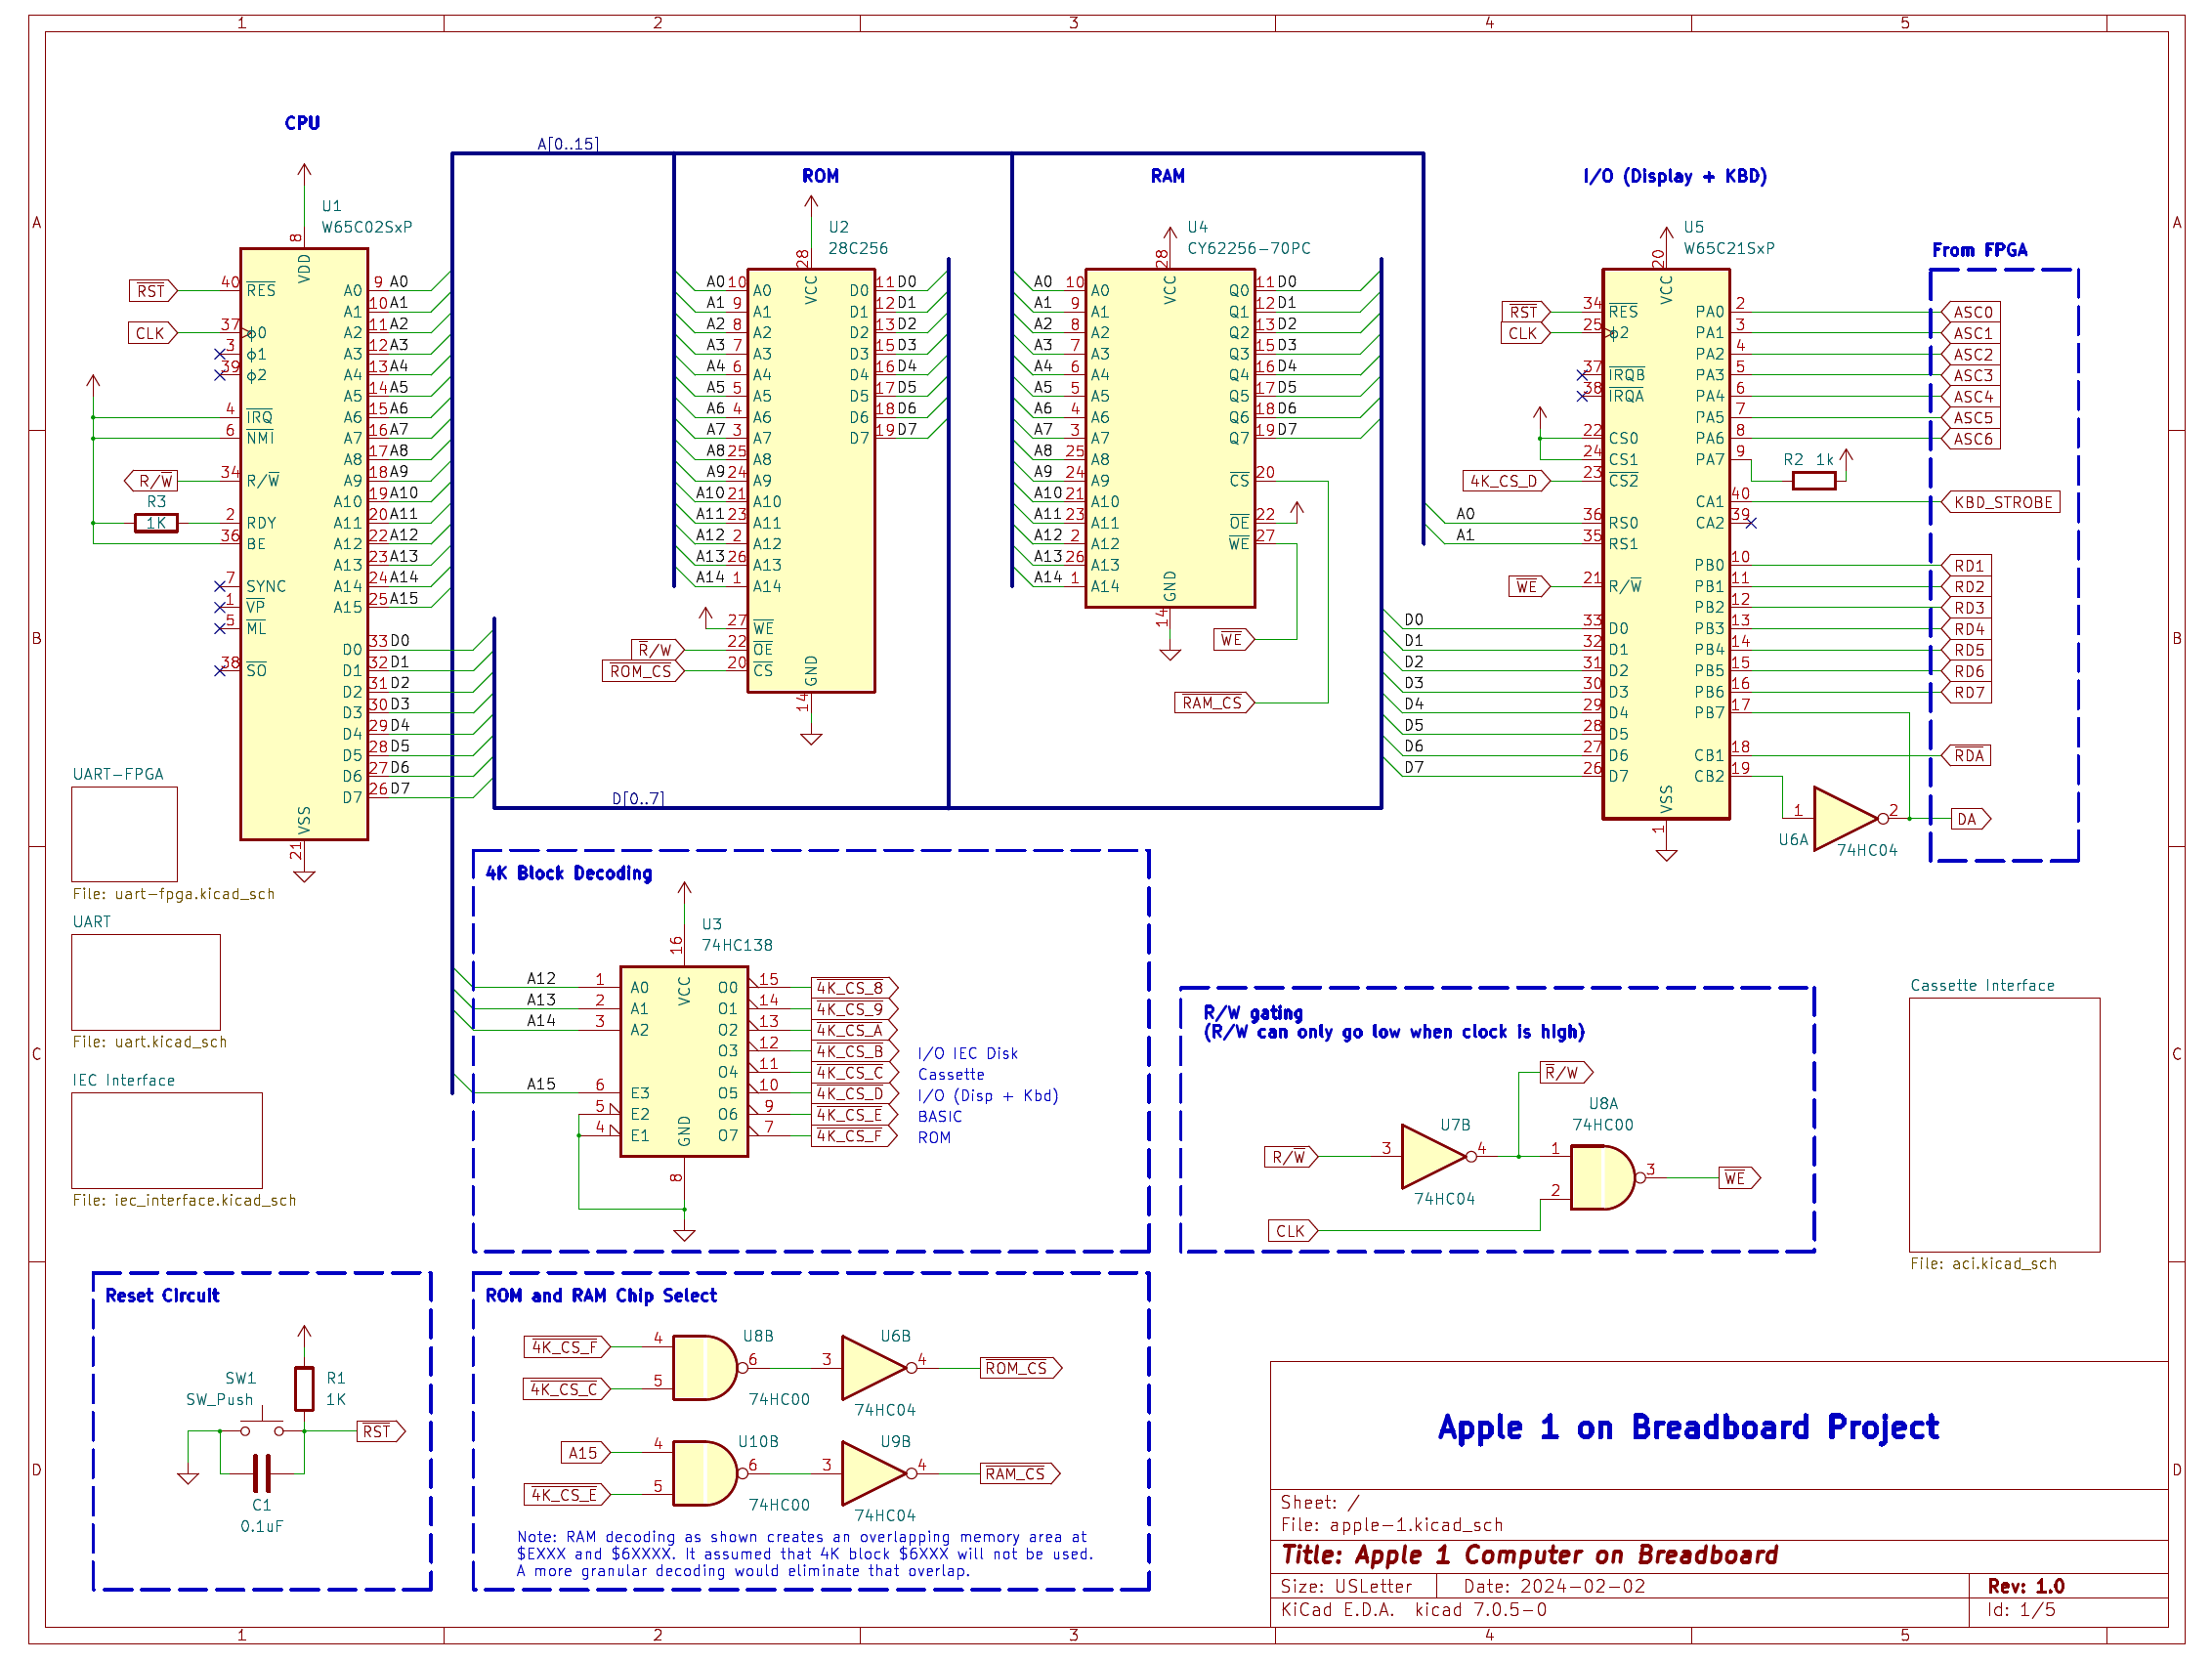 1 2 3 4 5
A
B
C
D
CPU
U1
W65C02SxP
8 VDD
RST 40 RES
CLK 37 ϕ0
3 ϕ1
39 ϕ2
4 IRQ
6 NMI
R/W 34 R/W
R3
1K
2 RDY
36 BE
7 SYNC
1 VP
5 ML
38 SO
A0 9 A0
A1 10 A1
A2 11 A2
A3 12 A3
A4 13 A4
A5 14 A5
A6 15 A6
A7 16 A7
A8 17 A8
A9 18 A9
A10 19 A10
A11 20 A11
A12 22 A12
A13 23 A13
A14 24 A14
A15 25 A15
D0 33 D0
D1 32 D1
D2 31 D2
D3 30 D3
D4 29 D4
D5 28 D5
D6 27 D6
D7 26 D7
VSS 21
A[0..15]
D[0..7]
ROM
U2
28C256
28 VCC
A0 10 A0
A1 9 A1
A2 8 A2
A3 7 A3
A4 6 A4
A5 5 A5
A6 4 A6
A7 3 A7
A8 25 A8
A9 24 A9
A10 21 A10
A11 23 A11
A12 2 A12
A13 26 A13
A14 1 A14
27 WE
R/W 22 OE
ROM_CS 20 CS
D0 11 D0
D1 12 D1
D2 13 D2
D3 15 D3
D4 16 D4
D5 17 D5
D6 18 D6
D7 19 D7
GND 14
RAM
U4
CY62256-70PC
28 VCC
A0 10 A0
A1 9 A1
A2 8 A2
A3 7 A3
A4 6 A4
A5 5 A5
A6 4 A6
A7 3 A7
A8 25 A8
A9 24 A9
A10 21 A10
A11 23 A11
A12 2 A12
A13 26 A13
A14 1 A14
Q0 11 D0
Q1 12 D1
Q2 13 D2
Q3 15 D3
Q4 16 D4
Q5 17 D5
Q6 18 D6
Q7 19 D7
CS 20
OE 22
WE 27
GND 14
WE
RAM_CS
I/O (Display + KBD)
U5
W65C21SxP
20 VCC
RST 34 RES
CLK 25 ϕ2
37 IRQB
38 IRQA
22 CS0
24 CS1
4K_CS_D 23 CS2
A0 36 RS0
A1 35 RS1
WE 21 R/W
D0 33 D0
D1 32 D1
D2 31 D2
D3 30 D3
D4 29 D4
D5 28 D5
D6 27 D6
D7 26 D7
VSS 1
From FPGA
PA0 2 ASC0
PA1 3 ASC1
PA2 4 ASC2
PA3 5 ASC3
PA4 6 ASC4
PA5 7 ASC5
PA6 8 ASC6
PA7 9
R2 1k
CA1 40 KBD_STROBE
CA2 39
PB0 10 RD1
PB1 11 RD2
PB2 12 RD3
PB3 13 RD4
PB4 14 RD5
PB5 15 RD6
PB6 16 RD7
PB7 17
CB1 18 RDA
CB2 19
1 2 DA
U6A
74HC04
UART-FPGA
File: uart-fpga.kicad_sch
UART
File: uart.kicad_sch
IEC Interface
File: iec_interface.kicad_sch
4K Block Decoding
U3
74HC138
16 VCC
A12 1 A0
A13 2 A1
A14 3 A2
A15 6 E3
5 E2
4 E1
GND 8
O0 15 4K_CS_8
O1 14 4K_CS_9
O2 13 4K_CS_A
O3 12 4K_CS_B I/O IEC Disk
O4 11 4K_CS_C Cassette
O5 10 4K_CS_D I/O (Disp + Kbd)
O6 9 4K_CS_E BASIC
O7 7 4K_CS_F ROM
R/W gating
(R/W can only go low when clock is high)
R/W
U8A
74HC00
U7B
R/W 3 4 1
2 3 WE
74HC04
CLK
Cassette Interface
File: aci.kicad_sch
Reset Circuit
SW1
SW_Push
R1
1K
RST
C1
0.1uF
ROM and RAM Chip Select
U8B U6B
4K_CS_F 4
6 3 4 ROM_CS
4K_CS_C 5
74HC00
74HC04
U10B U9B
A15 4
6 3 4 RAM_CS
4K_CS_E 5
74HC00
74HC04
Note: RAM decoding as shown creates an overlapping memory area at
$EXXX and $6XXXX. It assumed that 4K block $6XXX will not be used.
A more granular decoding would eliminate that overlap.
Apple 1 on Breadboard Project
Sheet: /
File: apple-1.kicad_sch
Title: Apple 1 Computer on Breadboard
Size: USLetter Date: 2024-02-02 Rev: 1.0
KiCad E.D.A. kicad 7.0.5-0 Id: 1/5
A
B
C
D
1 2 3 4 5